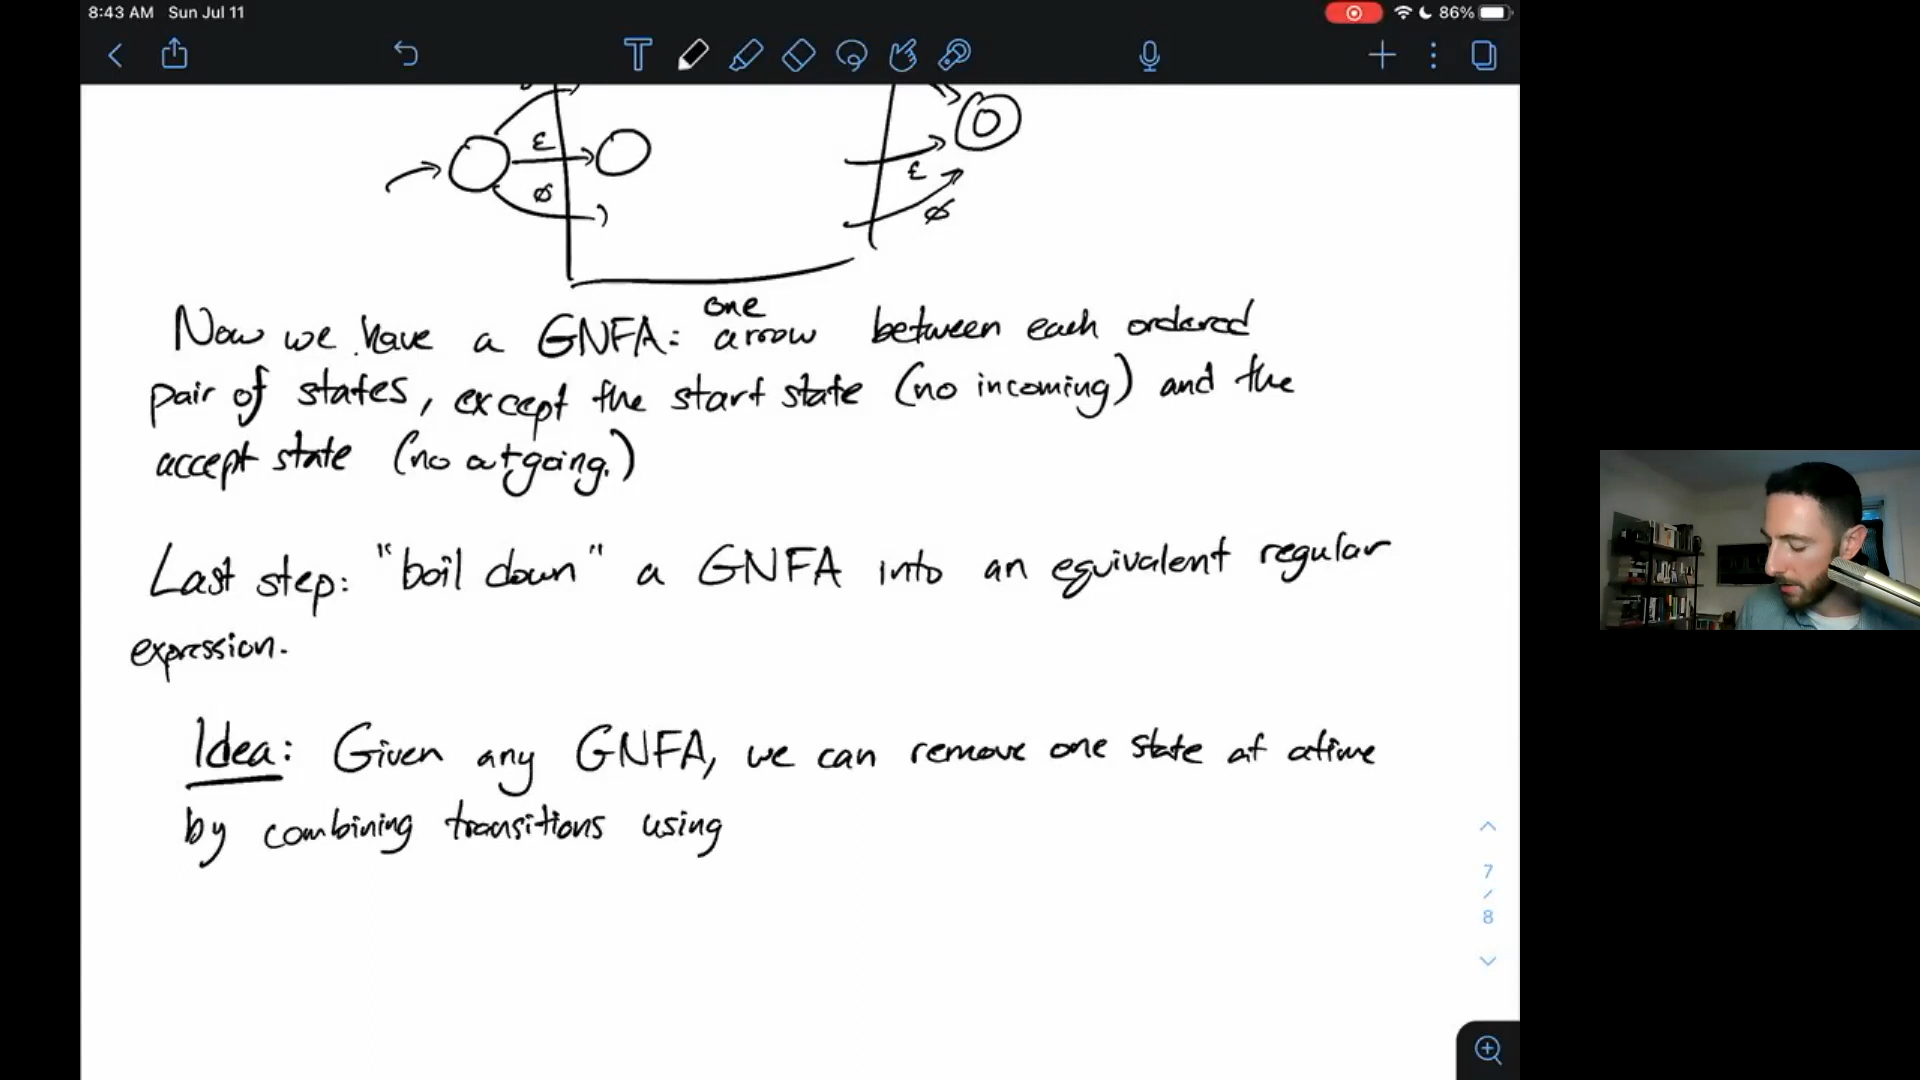 8:43 AM Sun Jul 11
86%
ε
ø
ε
ø
one
Now we have a GNFA: arrow between each ordered
pair of states, except the start state (no incoming) and the
accept state (no outgoing.)
Last step: "boil down" a GNFA into an equivalent regular
expression.
Idea: Given any GNFA, we can remove one state at a time
by combining transitions using
7
/
8